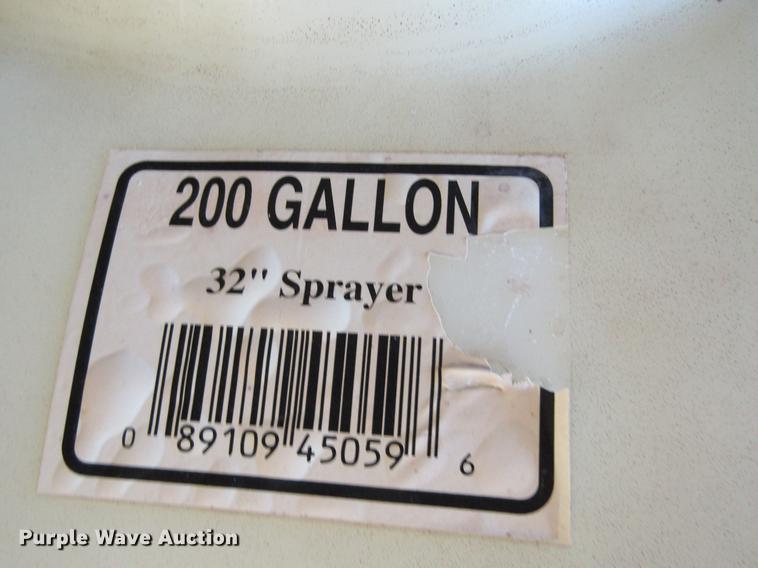 200 GALLON
32" Sprayer
0 89109 45059 6
Purple Wave Auction